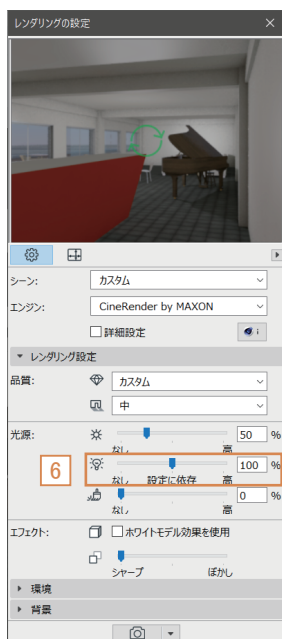 レンダリングの設定
シーン: カスタム
エンジン: CineRender by MAXON
詳細設定 i
レンダリング設定
品質: カスタム
中
光源: 50 %
なし 高
6 100 %
なし 設定に依存 高
0 %
なし 高
エフェクト: ホワイトモデル効果を使用
シャープ ぼかし
環境
背景